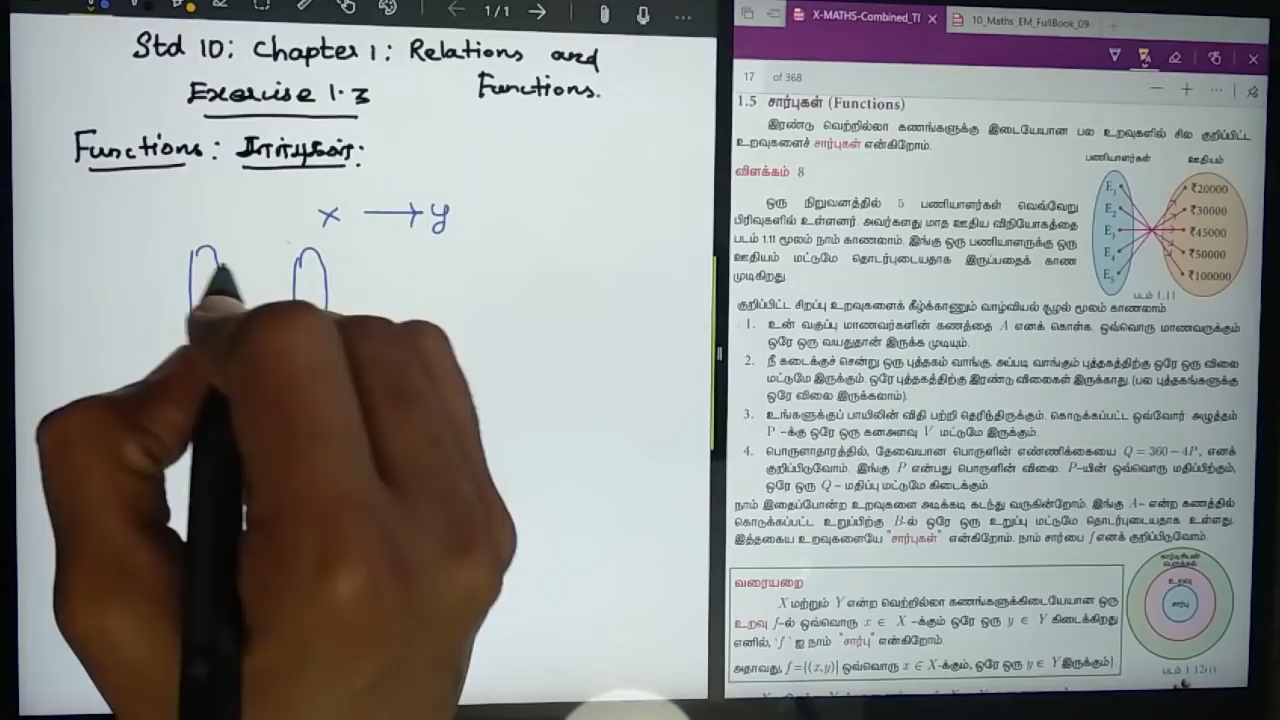 1/1
Std 10: Chapter 1: Relations and
Functions.
Exercise 1.3
Functions: சார்புகள்:
x → y
X-MATHS-Combined_TI
10_Maths_EM_FullBook_09
17 of 368
1.5 சார்புகள் (Functions)
இரண்டு வெற்றில்லா கணங்களுக்கு இடையேயான பல உறவுகளில் சில குறிப்பிட்ட
உறவுகளைச் சார்புகள் என்கிறோம்.
விளக்கம் 8
ஒரு நிறுவனத்தில் 5 பணியாளர்கள் வெவ்வேறு
பிரிவுகளில் உள்ளனர். அவர்களது மாத ஊதிய விநியோகத்தை
படம் 1.11 மூலம் நாம் காணலாம். இங்கு ஒரு பணியாளருக்கு ஒரு
ஊதியம் மட்டுமே தொடர்புடையதாக இருப்பதைக் காண
முடிகிறது.
பணியாளர்கள் ஊதியம்
E1 ₹20000
E2 ₹30000
E3 ₹45000
E4 ₹50000
E5 ₹100000
படம் 1.11
குறிப்பிட்ட சிறப்பு உறவுகளைக் கீழ்க்காணும் வாழ்வியல் சூழல் மூலம் காணலாம்
1. உன் வகுப்பு மாணவர்களின் கணத்தை A எனக் கொள்க. ஒவ்வொரு மாணவருக்கும்
ஒரே ஒரு வயதுதான் இருக்க முடியும்.
2. நீ கடைக்குச் சென்று ஒரு புத்தகம் வாங்கு. அப்படி வாங்கும் புத்தகத்திற்கு ஒரே ஒரு விலை
மட்டுமே இருக்கும். ஒரே புத்தகத்திற்கு இரண்டு விலைகள் இருக்காது. (பல புத்தகங்களுக்கு
ஒரே விலை இருக்கலாம்).
3. உங்களுக்குப் பாயிலின் விதி பற்றி தெரிந்திருக்கும். கொடுக்கப்பட்ட ஒவ்வோர் அழுத்தம்
P -க்கு ஒரே ஒரு கனஅளவு V மட்டுமே இருக்கும்.
4. பொருளாதாரத்தில், தேவையான பொருளின் எண்ணிக்கையை Q = 360 – 4P, எனக்
குறிப்பிடுவோம். இங்கு P என்பது பொருளின் விலை. P-யின் ஒவ்வொரு மதிப்பிற்கும்,
ஒரே ஒரு Q – மதிப்பு மட்டுமே கிடைக்கும்.
நாம் இதைப்போன்ற உறவுகளை அடிக்கடி கடந்து வருகின்றோம். இங்கு A– என்ற கணத்தில்
கொடுக்கப்பட்ட உறுப்பிற்கு B-ல் ஒரே ஒரு உறுப்பு மட்டுமே தொடர்புடையதாக உள்ளது.
இத்தகைய உறவுகளையே "சார்புகள்" என்கிறோம். நாம் சார்பை f எனக் குறிப்பிடுவோம்.
வரையறை
X மற்றும் Y என்ற வெற்றில்லா கணங்களுக்கிடையேயான ஒரு
உறவு f-ல் ஒவ்வொரு x ∈ X -க்கும் ஒரே ஒரு y ∈ Y கிடைக்கிறது
எனில், 'f ' ஐ நாம் "சார்பு" என்கிறோம்.
அதாவது, f ={(x,y)| ஒவ்வொரு x ∈ X-க்கும், ஒரே ஒரு y ∈ Y இருக்கும்}.
கார்டீசியன்
பெருக்கல்
உறவு
சார்பு
படம் 1.12(i)